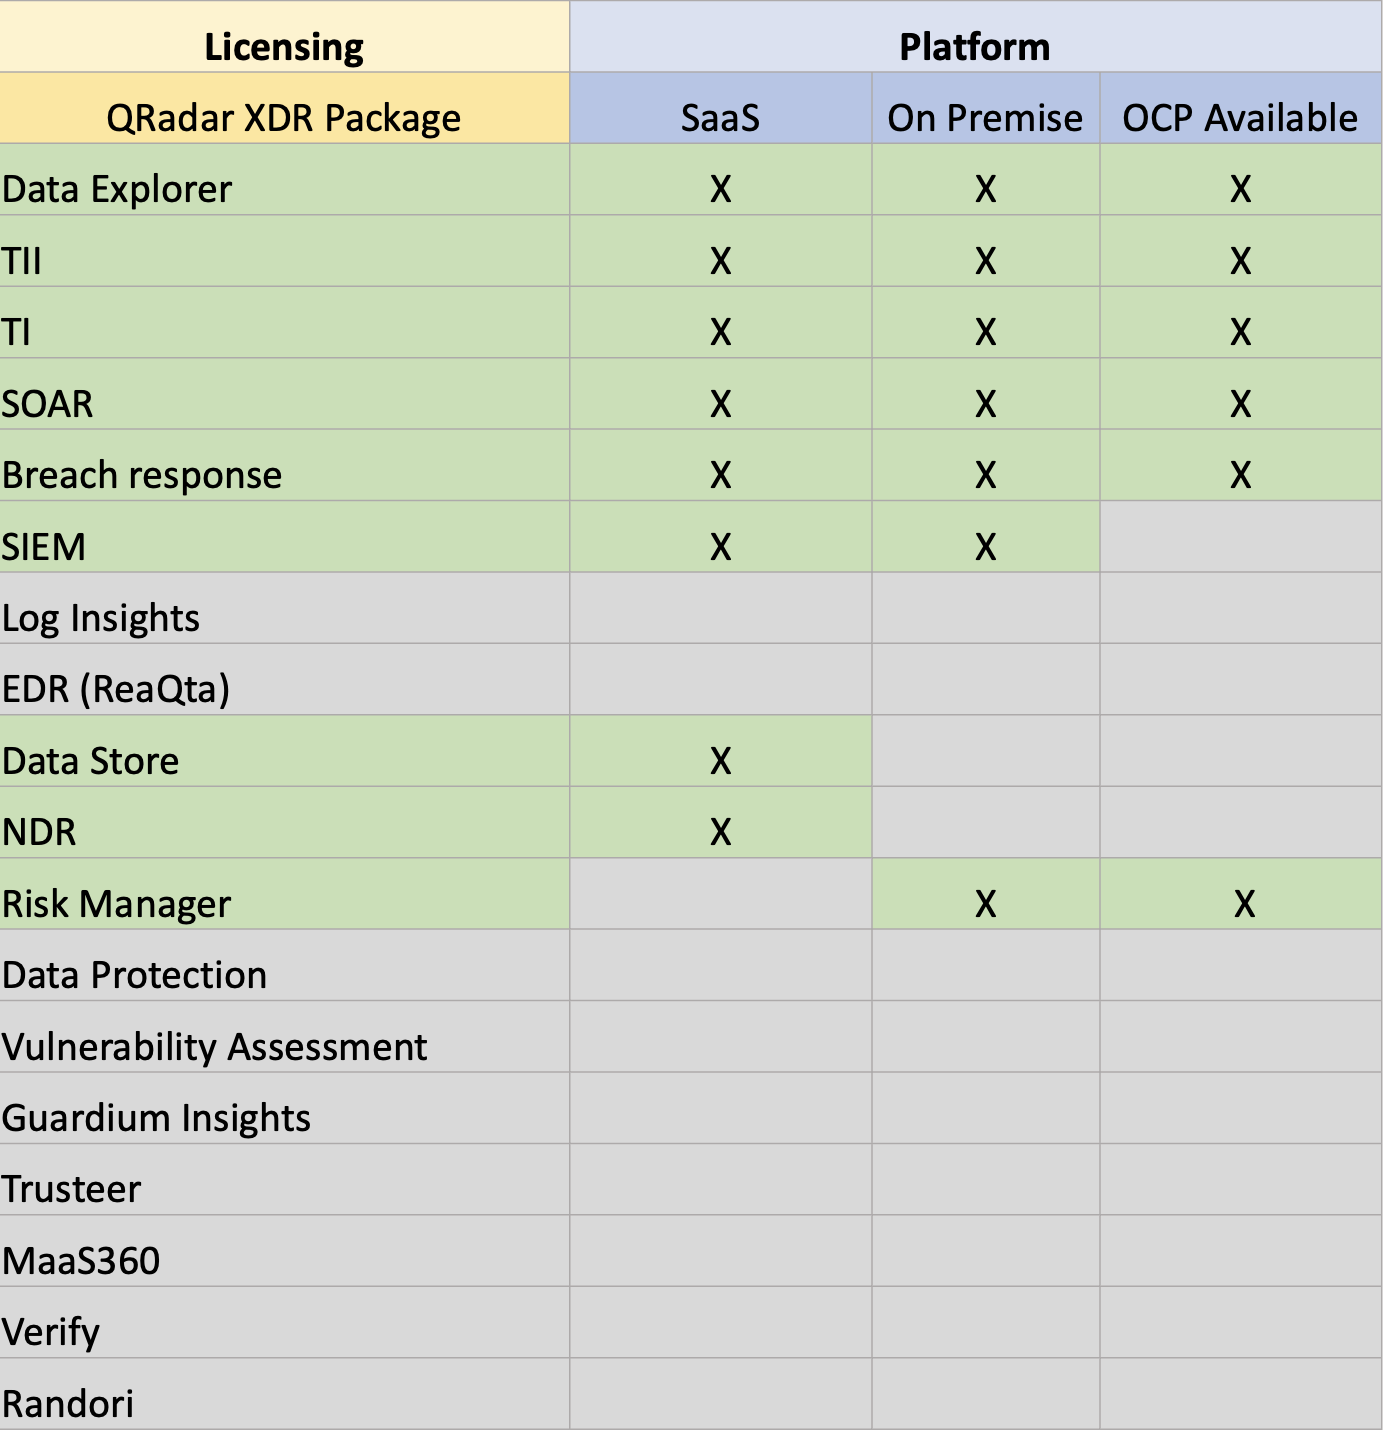 Licensing Platform
QRadar XDR Package SaaS On Premise OCP Available
Data Explorer X X X
TII X X X
TI X X X
SOAR X X X
Breach response X X X
SIEM X X
Log Insights
EDR (ReaQta)
Data Store X
NDR X
Risk Manager X X
Data Protection
Vulnerability Assessment
Guardium Insights
Trusteer
MaaS360
Verify
Randori